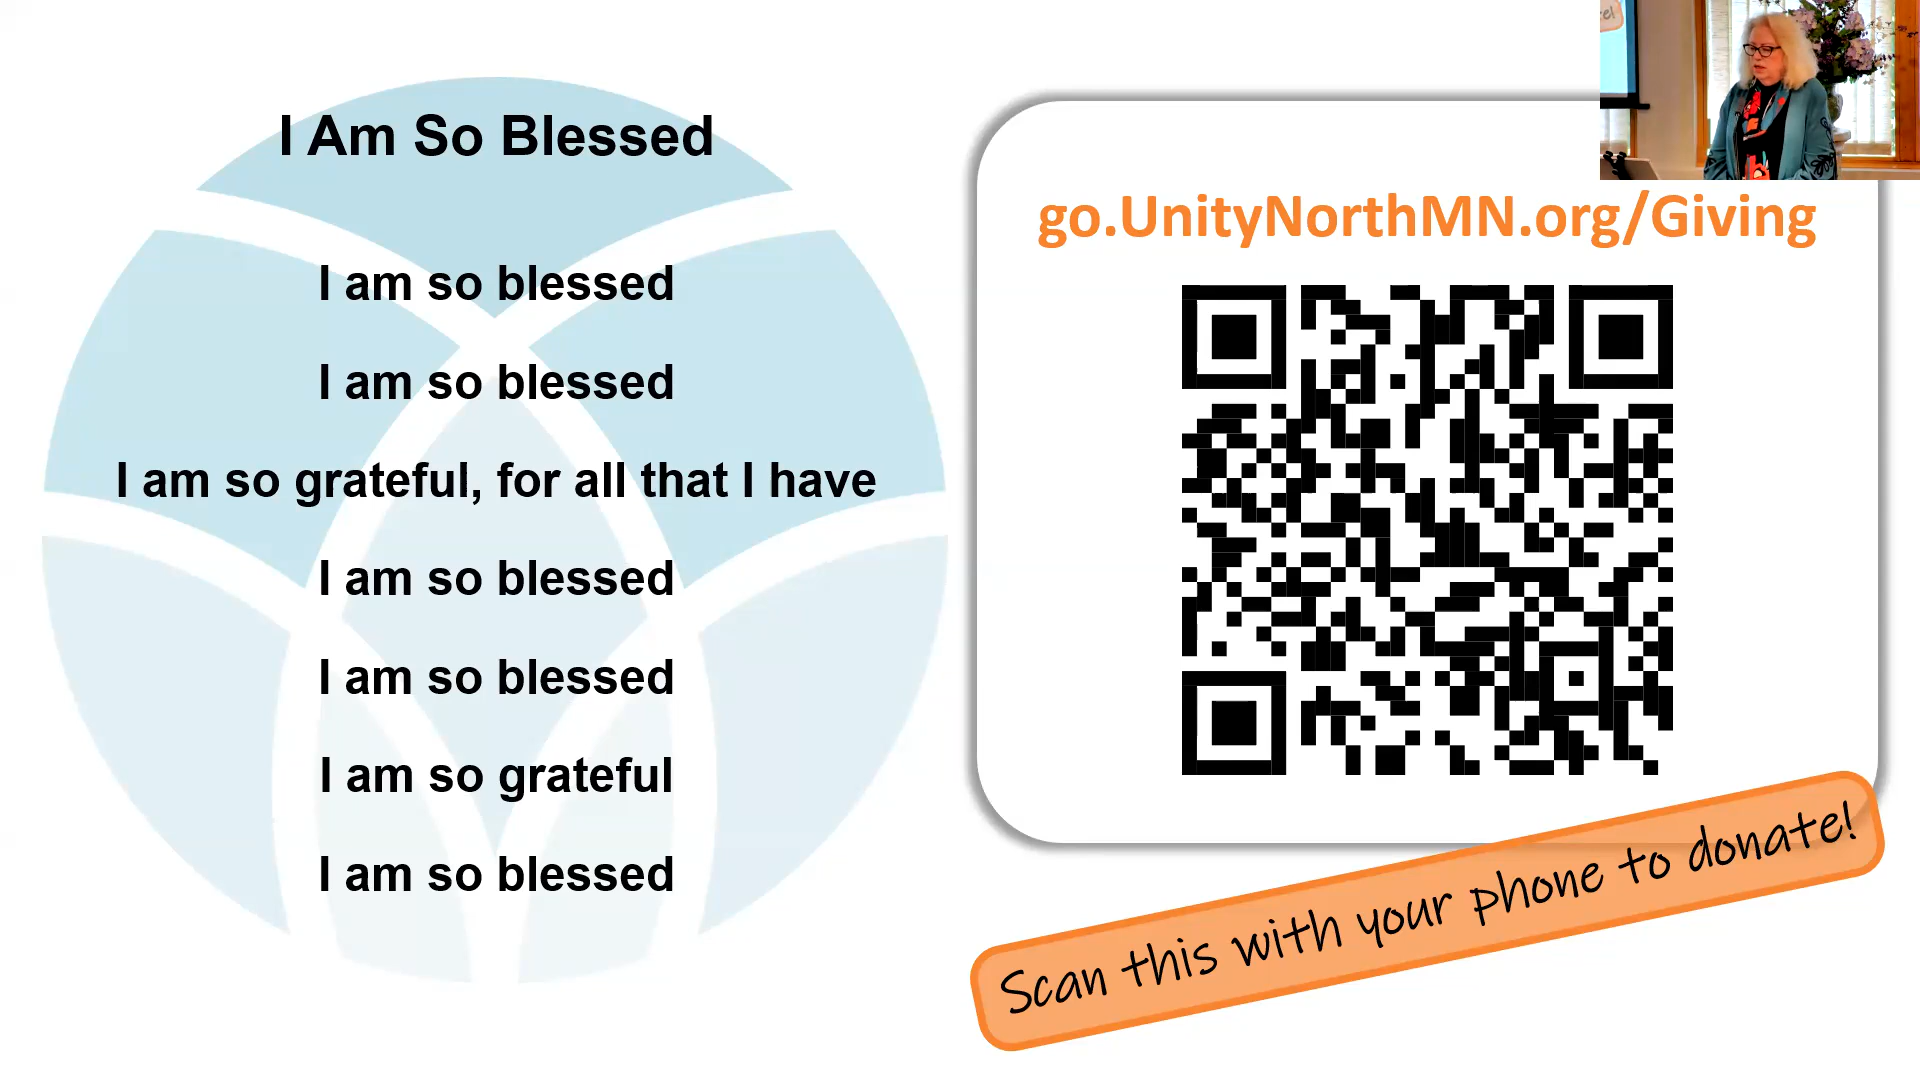 I Am So Blessed
I am so blessed
I am so blessed
I am so grateful, for all that I have
I am so blessed
I am so blessed
I am so grateful
I am so blessed
go.UnityNorthMN.org/Giving
Scan this with your phone to donate!